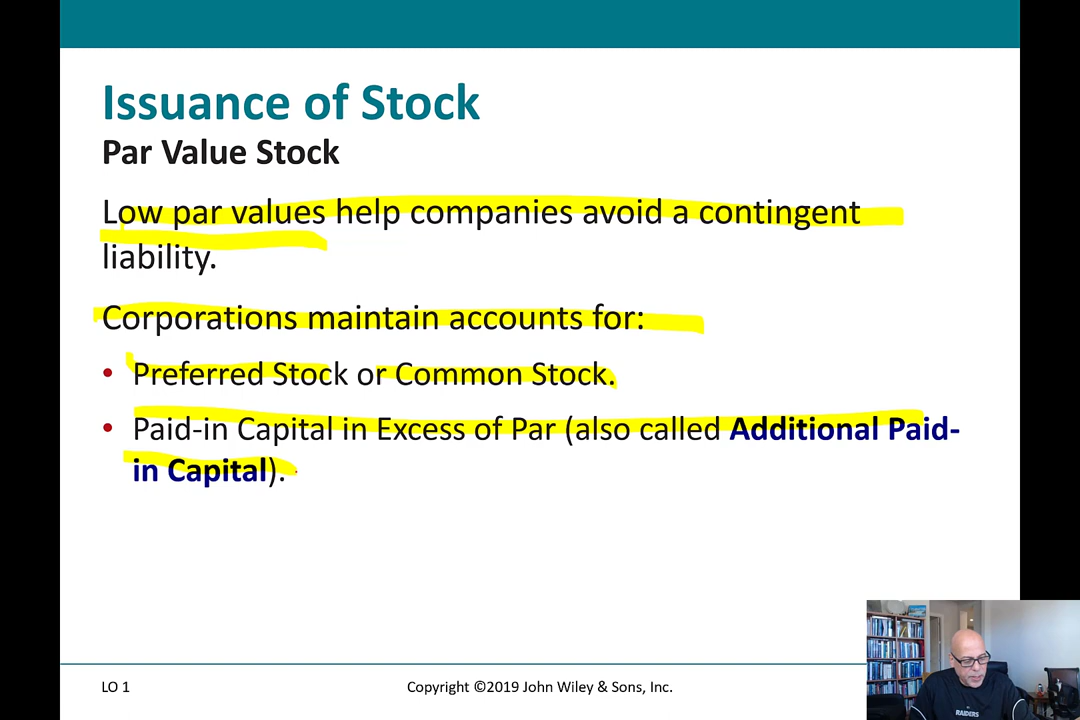 Issuance of Stock
Par Value Stock
Low par values help companies avoid a contingent
liability.
Corporations maintain accounts for:
• Preferred Stock or Common Stock.
• Paid-in Capital in Excess of Par (also called Additional Paid-
in Capital).
LO 1
Copyright ©2019 John Wiley & Sons, Inc.
RAIDERS